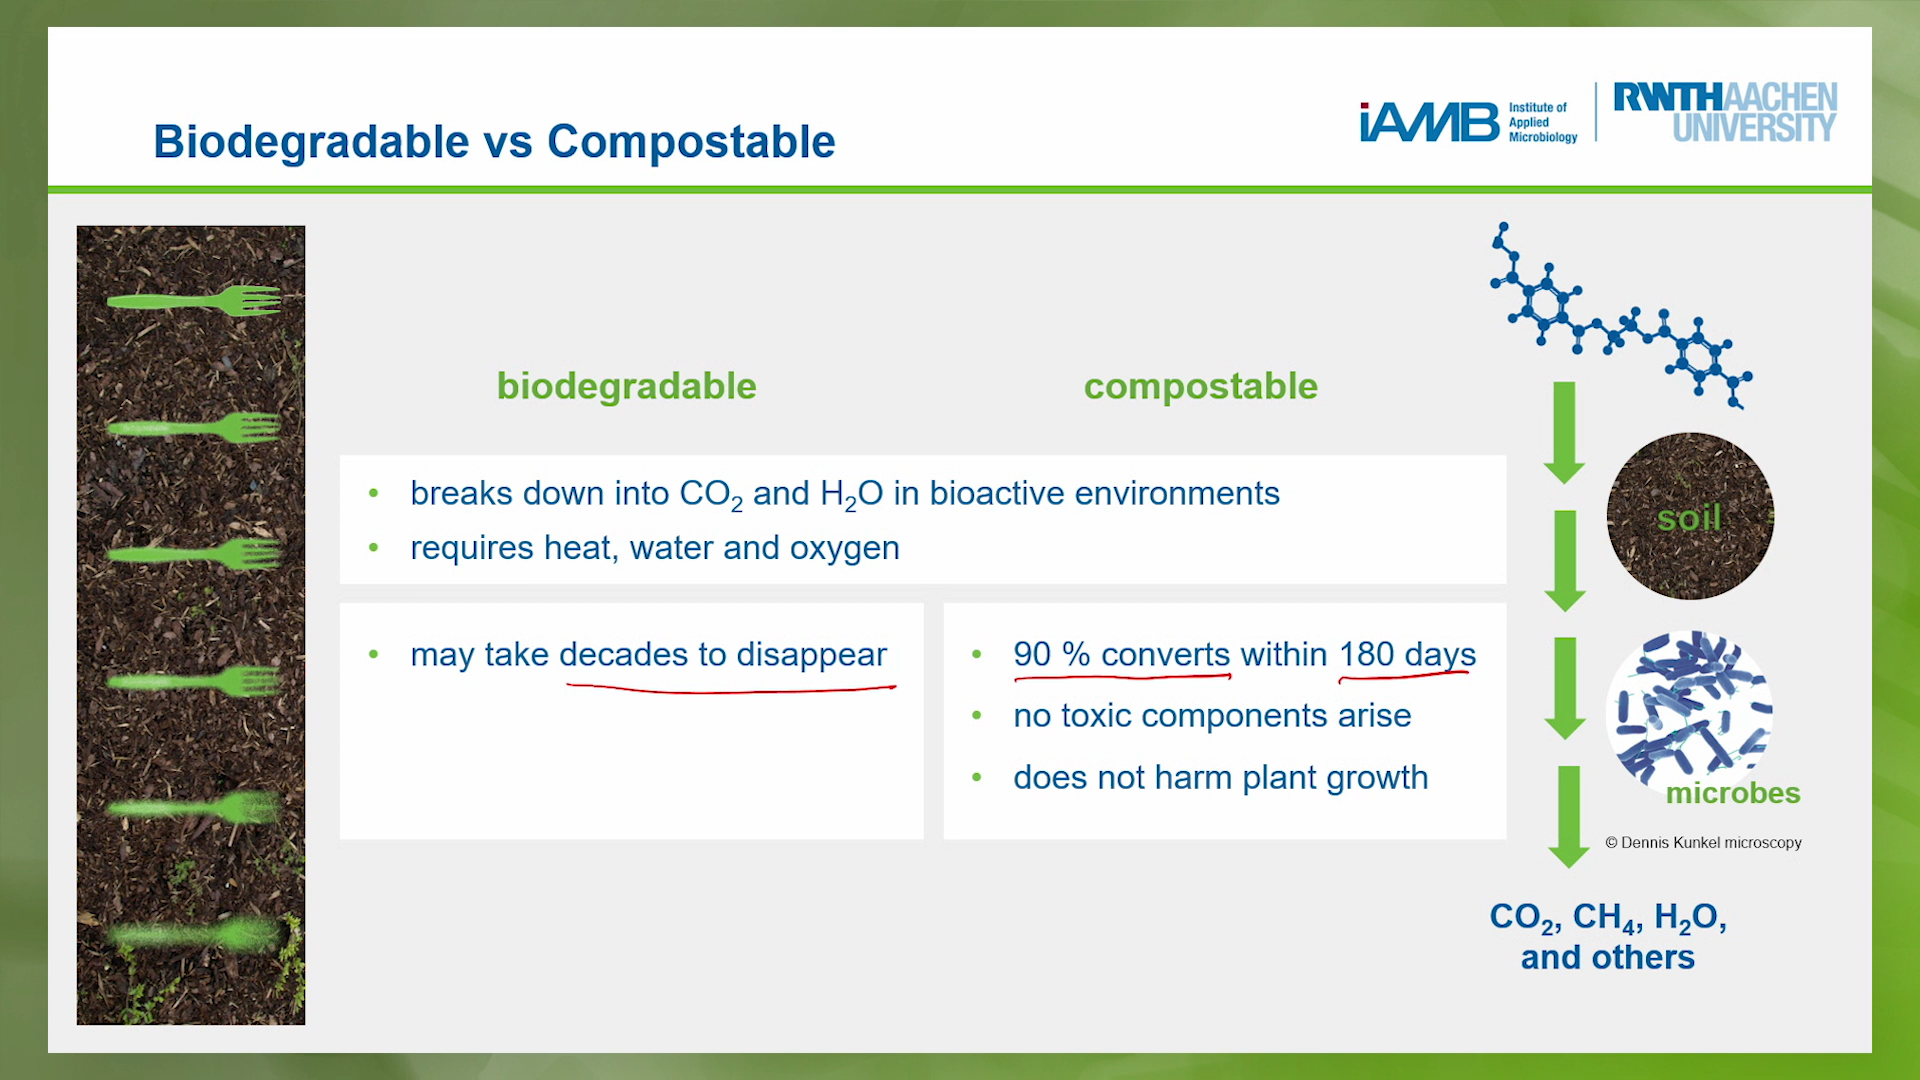 Biodegradable vs Compostable
iAMB
Institute of
Applied
Microbiology
RWTHAACHEN
UNIVERSITY
biodegradable
compostable
• breaks down into CO₂ and H₂O in bioactive environments
• requires heat, water and oxygen
• may take decades to disappear
• 90 % converts within 180 days
• no toxic components arise
• does not harm plant growth
soil
microbes
© Dennis Kunkel microscopy
CO₂, CH₄, H₂O,
and others